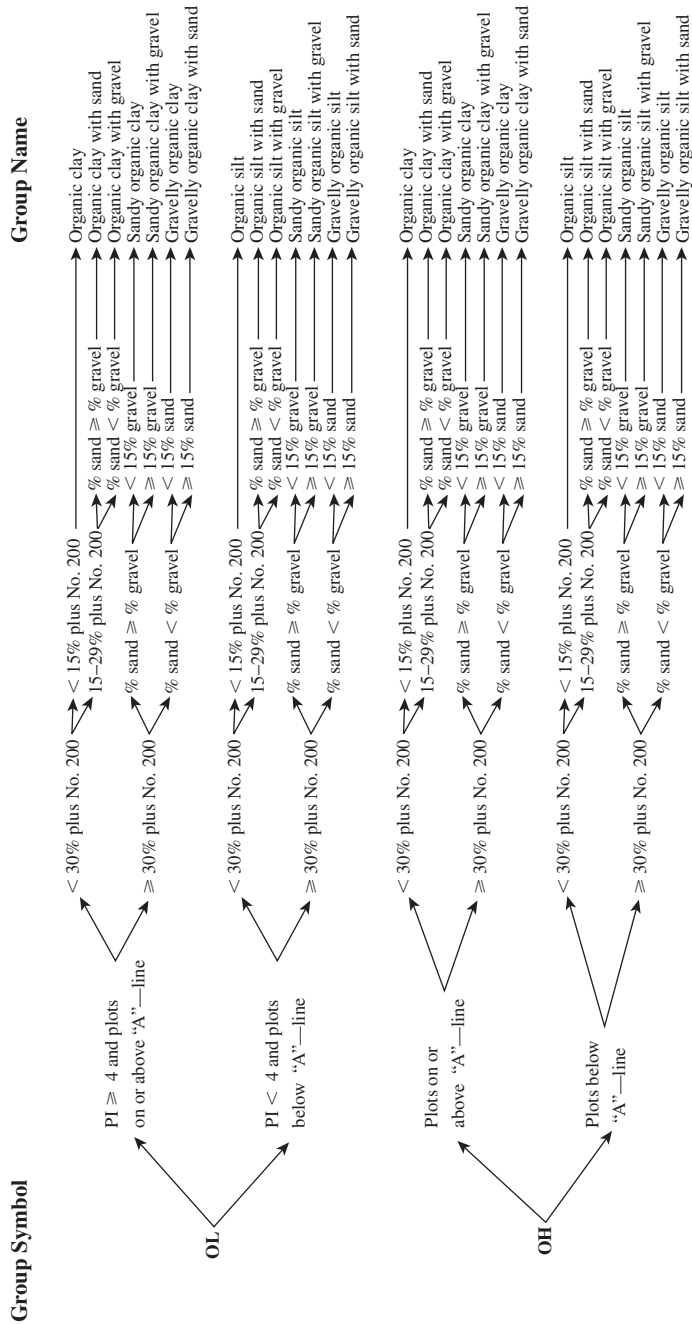 Group Symbol
Group Name
OL
PI ⩾ 4 and plots
on or above “A”—line
< 30% plus No. 200
< 15% plus No. 200
Organic clay
15–29% plus No. 200
% sand ⩾ % gravel
Organic clay with sand
% sand < % gravel
Organic clay with gravel
⩾ 30% plus No. 200
% sand ⩾ % gravel
< 15% gravel
Sandy organic clay
⩾ 15% gravel
Sandy organic clay with gravel
% sand < % gravel
< 15% sand
Gravelly organic clay
⩾ 15% sand
Gravelly organic clay with sand
PI < 4 and plots
below “A”—line
< 30% plus No. 200
< 15% plus No. 200
Organic silt
15–29% plus No. 200
% sand ⩾ % gravel
Organic silt with sand
% sand < % gravel
Organic silt with gravel
⩾ 30% plus No. 200
% sand ⩾ % gravel
< 15% gravel
Sandy organic silt
⩾ 15% gravel
Sandy organic silt with gravel
% sand < % gravel
< 15% sand
Gravelly organic silt
⩾ 15% sand
Gravelly organic silt with sand
OH
Plots on or
above “A”—line
< 30% plus No. 200
< 15% plus No. 200
Organic clay
15–29% plus No. 200
% sand ⩾ % gravel
Organic clay with sand
% sand < % gravel
Organic clay with gravel
⩾ 30% plus No. 200
% sand ⩾ % gravel
< 15% gravel
Sandy organic clay
⩾ 15% gravel
Sandy organic clay with gravel
% sand < % gravel
< 15% sand
Gravelly organic clay
⩾ 15% sand
Gravelly organic clay with sand
Plots below
“A”—line
< 30% plus No. 200
< 15% plus No. 200
Organic silt
15–29% plus No. 200
% sand ⩾ % gravel
Organic silt with sand
% sand < % gravel
Organic silt with gravel
⩾ 30% plus No. 200
% sand ⩾ % gravel
< 15% gravel
Sandy organic silt
⩾ 15% gravel
Sandy organic silt with gravel
% sand < % gravel
< 15% sand
Gravelly organic silt
⩾ 15% sand
Gravelly organic silt with sand